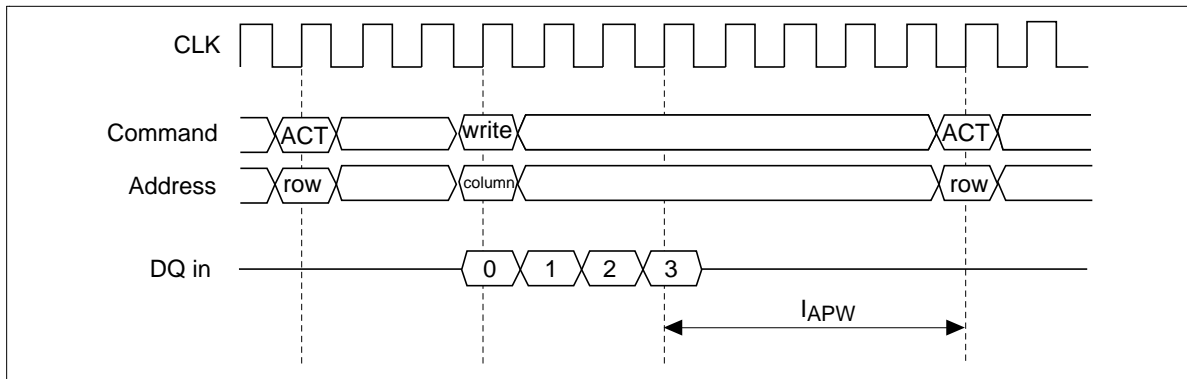 CLK
Command ACT write ACT
Address row column row
DQ in 0 1 2 3
IAPW